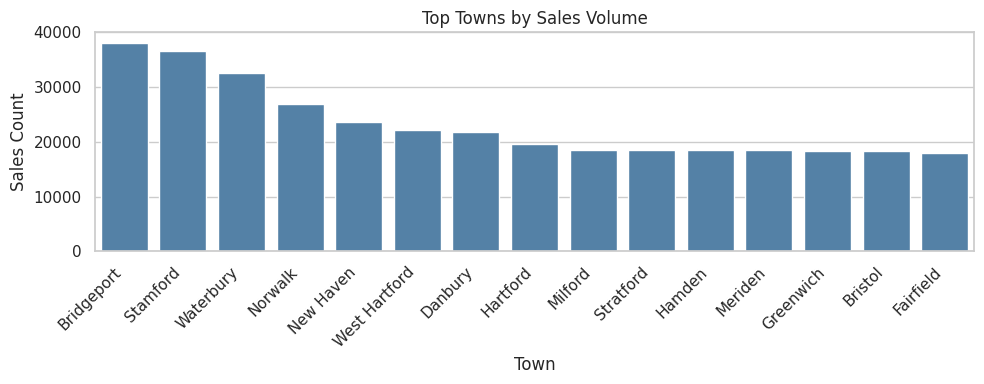 Top Towns by Sales Volume
Sales Count
40000
30000
20000
10000
0
Bridgeport
Stamford
Waterbury
Norwalk
New Haven
West Hartford
Danbury
Hartford
Milford
Stratford
Hamden
Meriden
Greenwich
Bristol
Fairfield
Town